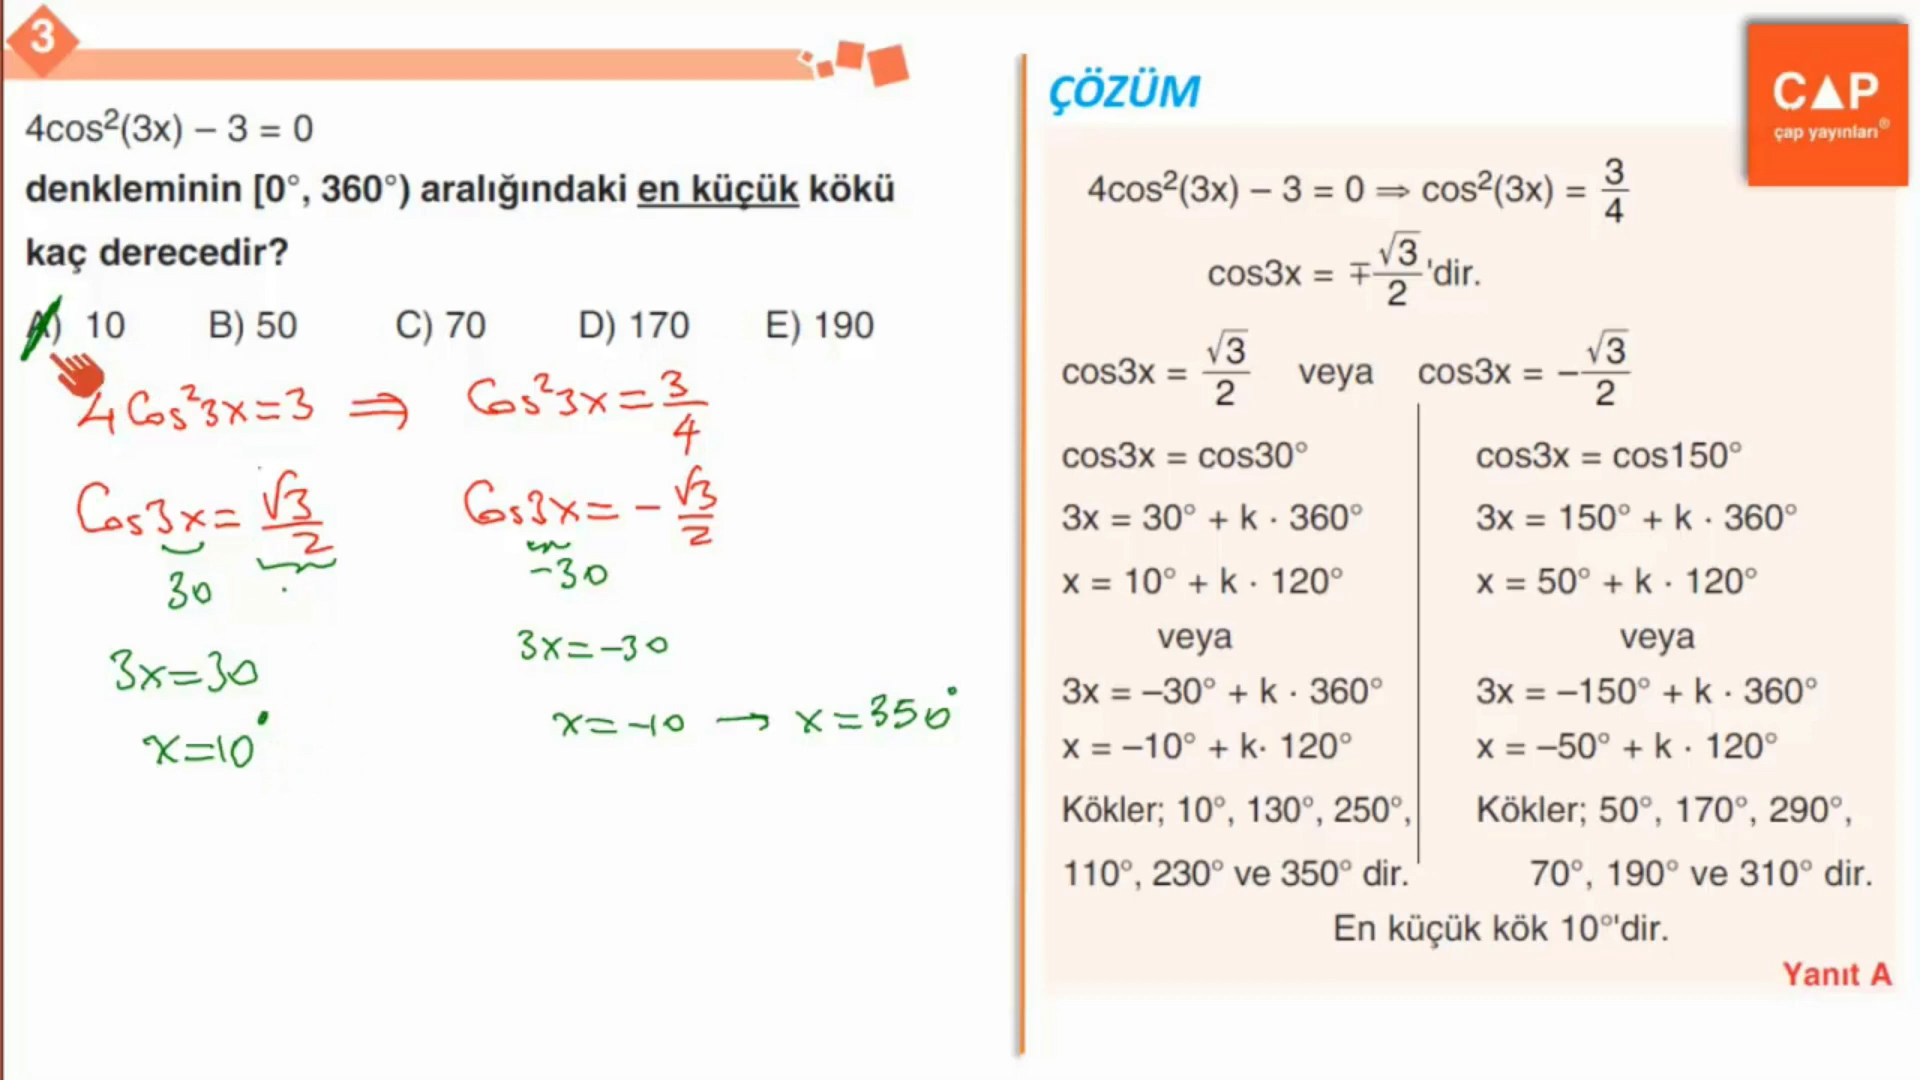 3
4cos²(3x) – 3 = 0
denkleminin [0°, 360°) aralığındaki en küçük kökü
kaç derecedir?
A) 10 B) 50 C) 70 D) 170 E) 190
4Cos²3x=3 ⇒ Cos²3x=3/4
Cos3x=√3/2 Cos3x=-√3/2
30 -30
3x=30 3x=-30
x=10° x=-10 → x=350°
ÇÖZÜM
ÇAP
çap yayınları®
4cos²(3x) – 3 = 0 ⇒ cos²(3x) = 3/4
cos3x = ∓√3/2 'dir.
cos3x = √3/2 veya cos3x = –√3/2
cos3x = cos30° cos3x = cos150°
3x = 30° + k · 360° 3x = 150° + k · 360°
x = 10° + k · 120° x = 50° + k · 120°
veya veya
3x = –30° + k · 360° 3x = –150° + k · 360°
x = –10° + k· 120° x = –50° + k · 120°
Kökler; 10°, 130°, 250°, Kökler; 50°, 170°, 290°,
110°, 230° ve 350° dir. 70°, 190° ve 310° dir.
En küçük kök 10°'dir.
Yanıt A